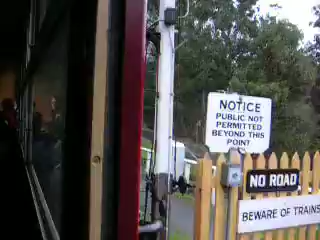 NOTICE
PUBLIC NOT
PERMITTED
BEYOND THIS
POINT
NO ROAD
BEWARE OF TRAINS